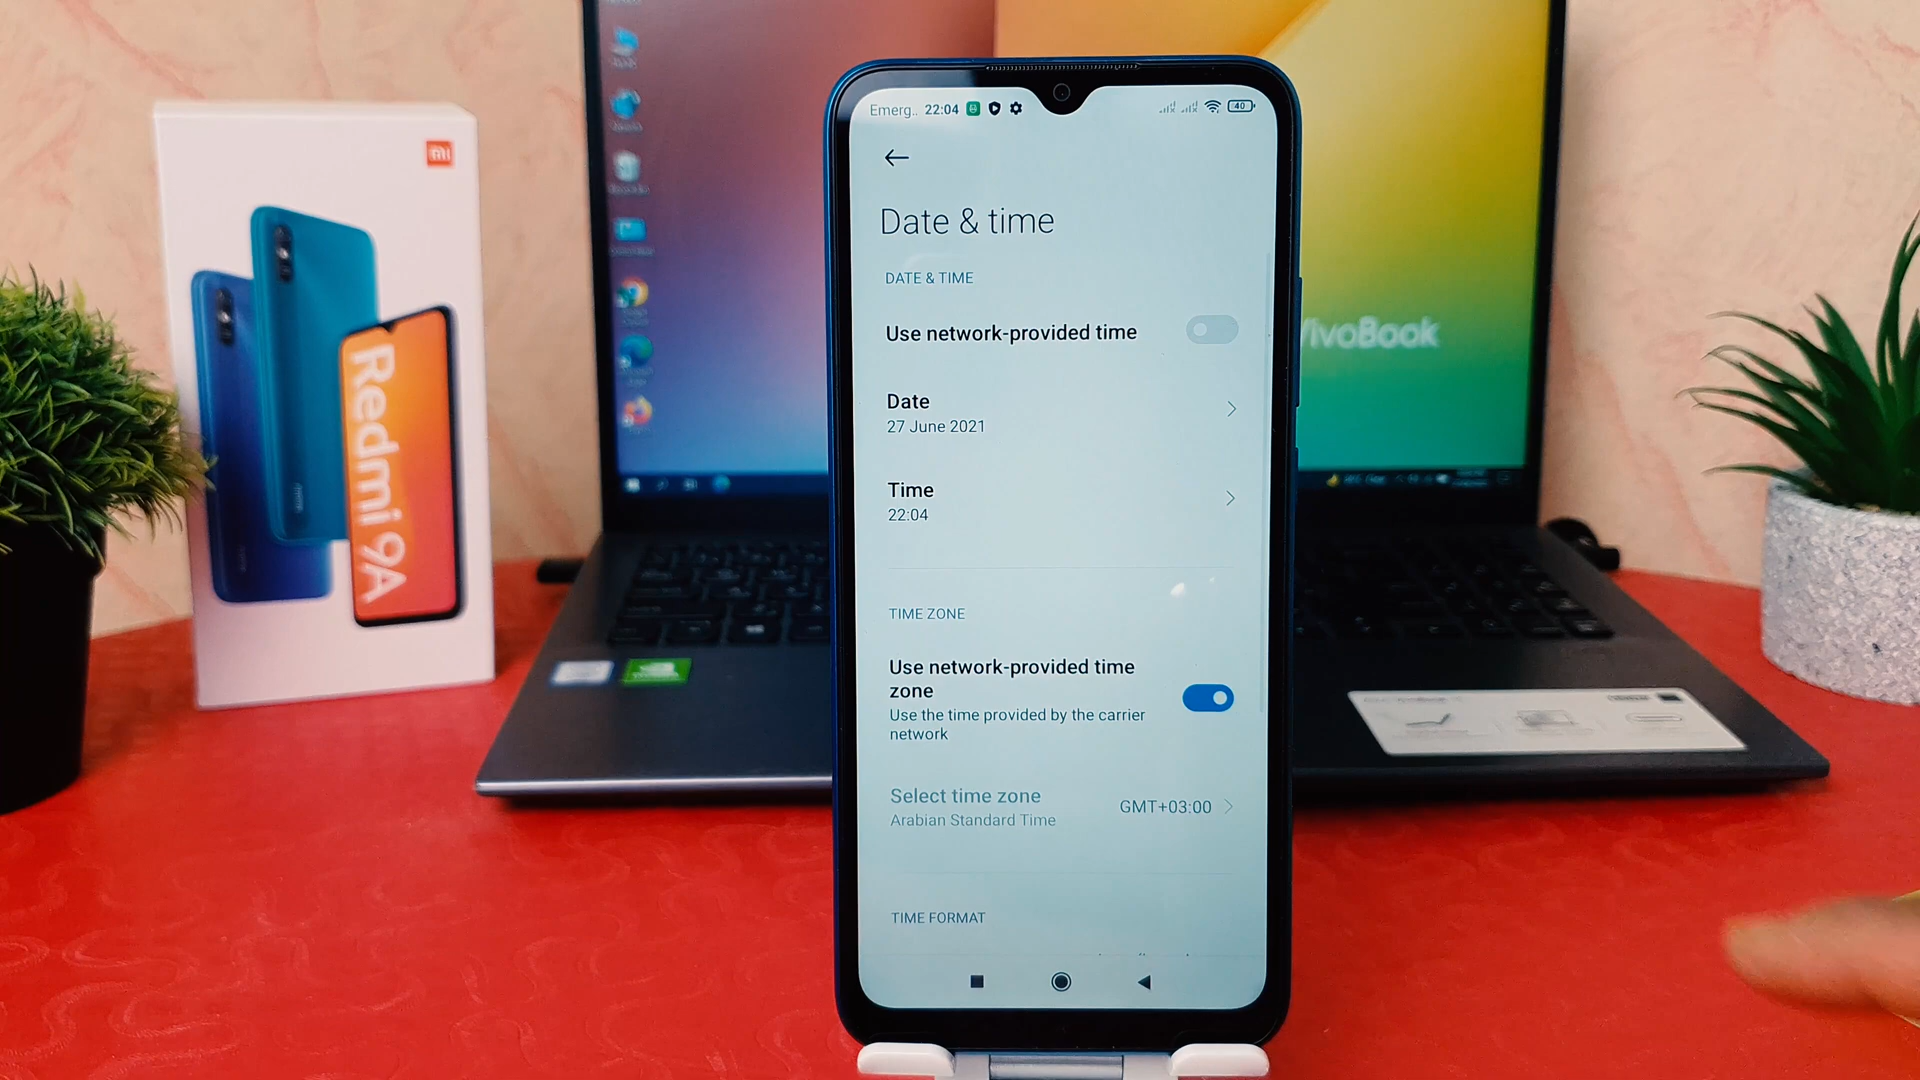 mi
Redmi 9A
VivoBook
Emerg.. 22:04
40
Date & time
DATE & TIME
Use network-provided time
Date
27 June 2021
Time
22:04
TIME ZONE
Use network-provided time
zone
Use the time provided by the carrier
network
Select time zone
GMT+03:00
Arabian Standard Time
TIME FORMAT